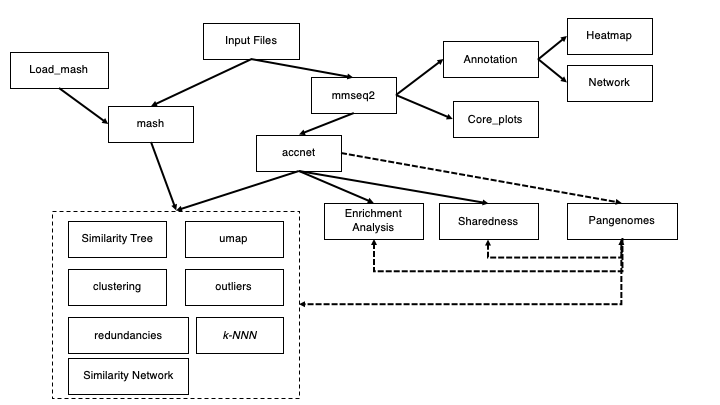 Input Files
Heatmap
Load_mash
Annotation
Network
mmseq2
mash
Core_plots
accnet
Enrichment
Analysis
Sharedness
Pangenomes
Similarity Tree
umap
clustering
outliers
redundancies
k-NNN
Similarity Network